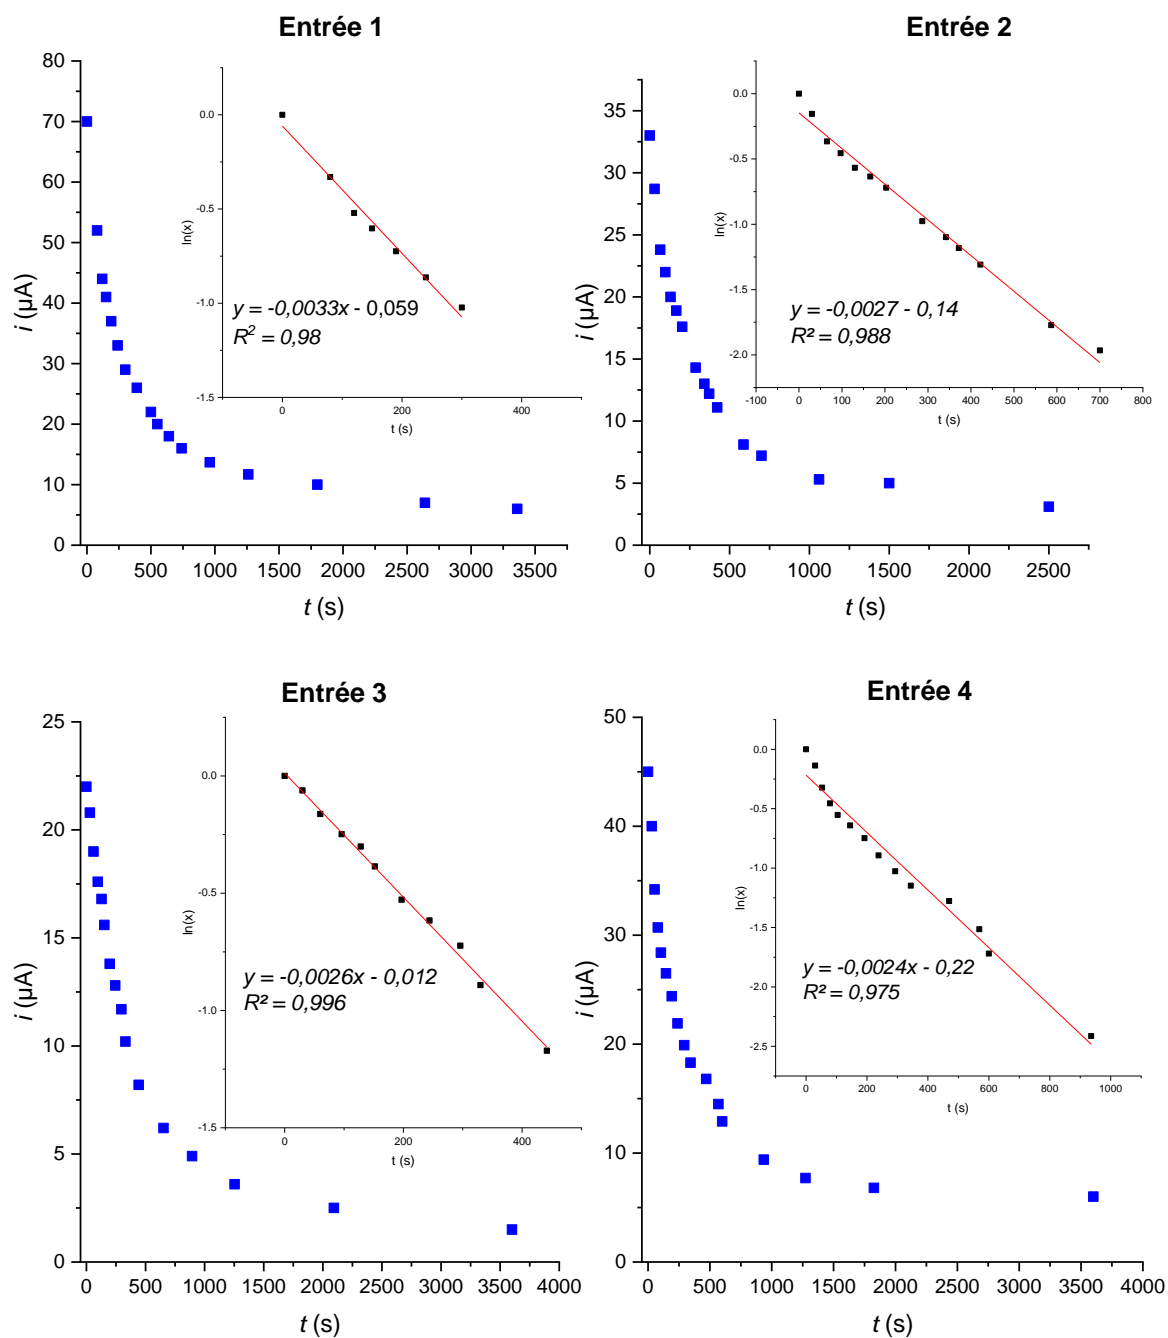 Entrée 1
80
70
60
50
40
30
20
10
0
i (µA)
0 500 1000 1500 2000 2500 3000 3500
t (s)
0.0
-0.5
-1.0
-1.5
ln(x)
0 200 400
t (s)
y = -0,0033x - 0,059
R² = 0,98
Entrée 2
35
30
25
20
15
10
5
0
i (µA)
0 500 1000 1500 2000 2500
t (s)
0.0
-0.5
-1.0
-1.5
-2.0
ln(x)
-100 0 100 200 300 400 500 600 700 800
t (s)
y = -0,0027 - 0,14
R² = 0,988
Entrée 3
25
20
15
10
5
0
i (µA)
0 500 1000 1500 2000 2500 3000 3500 4000
t (s)
0.0
-0.5
-1.0
-1.5
ln(x)
0 200 400
t (s)
y = -0,0026x - 0,012
R² = 0,996
Entrée 4
50
40
30
20
10
0
i (µA)
0 500 1000 1500 2000 2500 3000 3500 4000
t (s)
0.0
-0.5
-1.0
-1.5
-2.0
-2.5
ln(x)
0 200 400 600 800 1000
t (s)
y = -0,0024x - 0,22
R² = 0,975